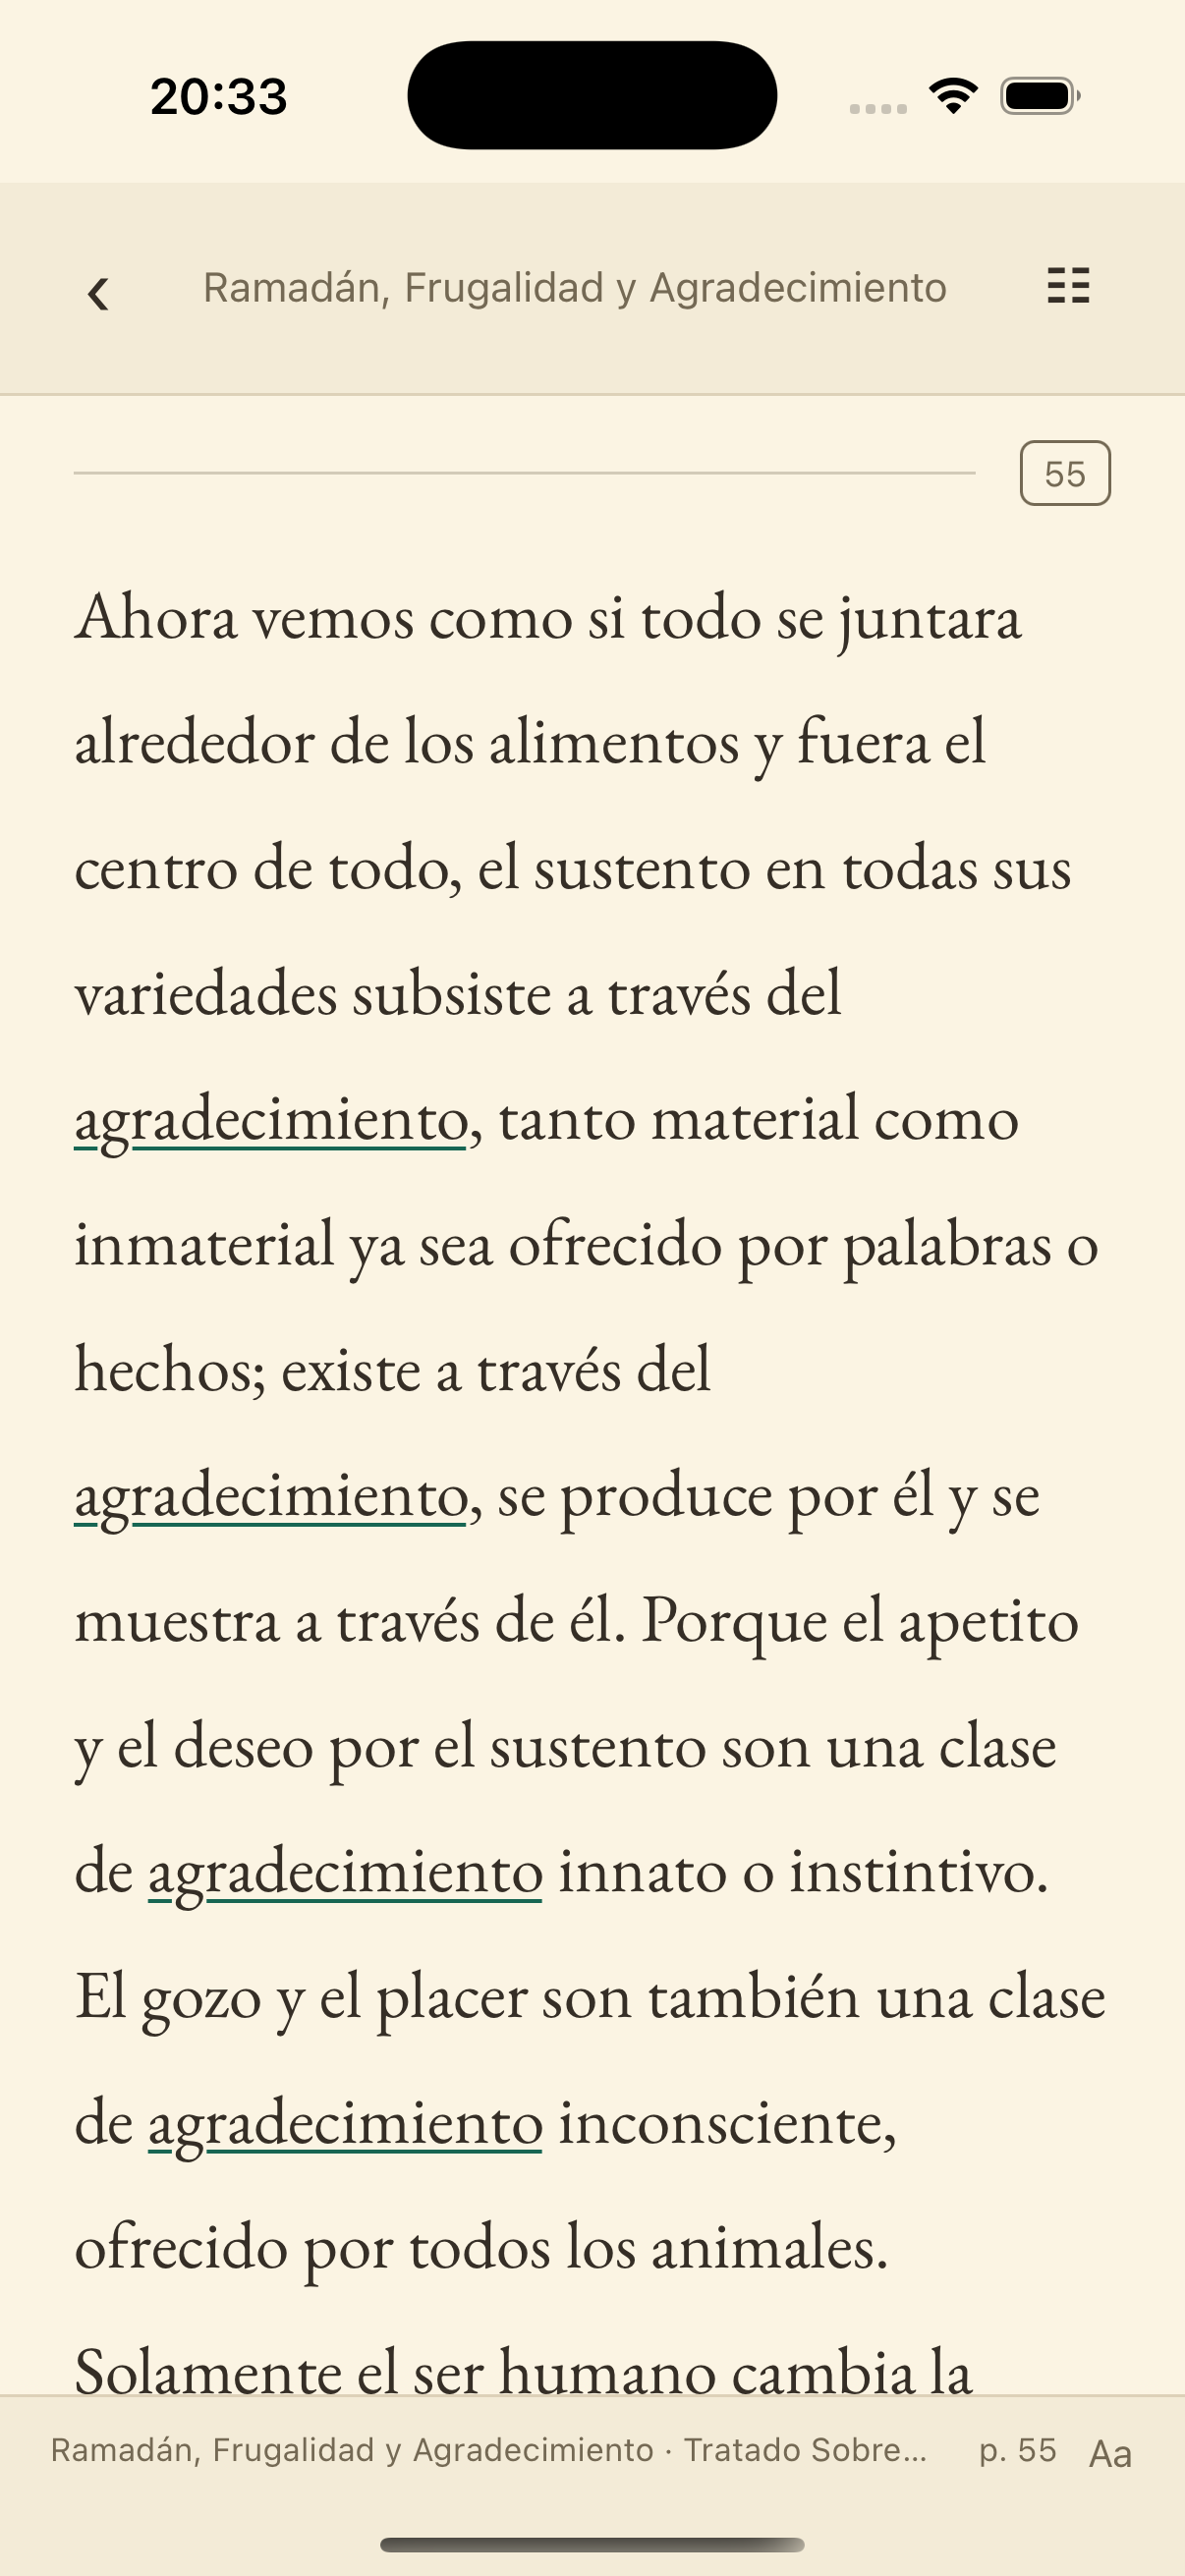 20:33
‹ Ramadán, Frugalidad y Agradecimiento
55
Ahora vemos como si todo se juntara
alrededor de los alimentos y fuera el
centro de todo, el sustento en todas sus
variedades subsiste a través del
agradecimiento, tanto material como
inmaterial ya sea ofrecido por palabras o
hechos; existe a través del
agradecimiento, se produce por él y se
muestra a través de él. Porque el apetito
y el deseo por el sustento son una clase
de agradecimiento innato o instintivo.
El gozo y el placer son también una clase
de agradecimiento inconsciente,
ofrecido por todos los animales.
Solamente el ser humano cambia la
Ramadán, Frugalidad y Agradecimiento · Tratado Sobre... p. 55 Aa